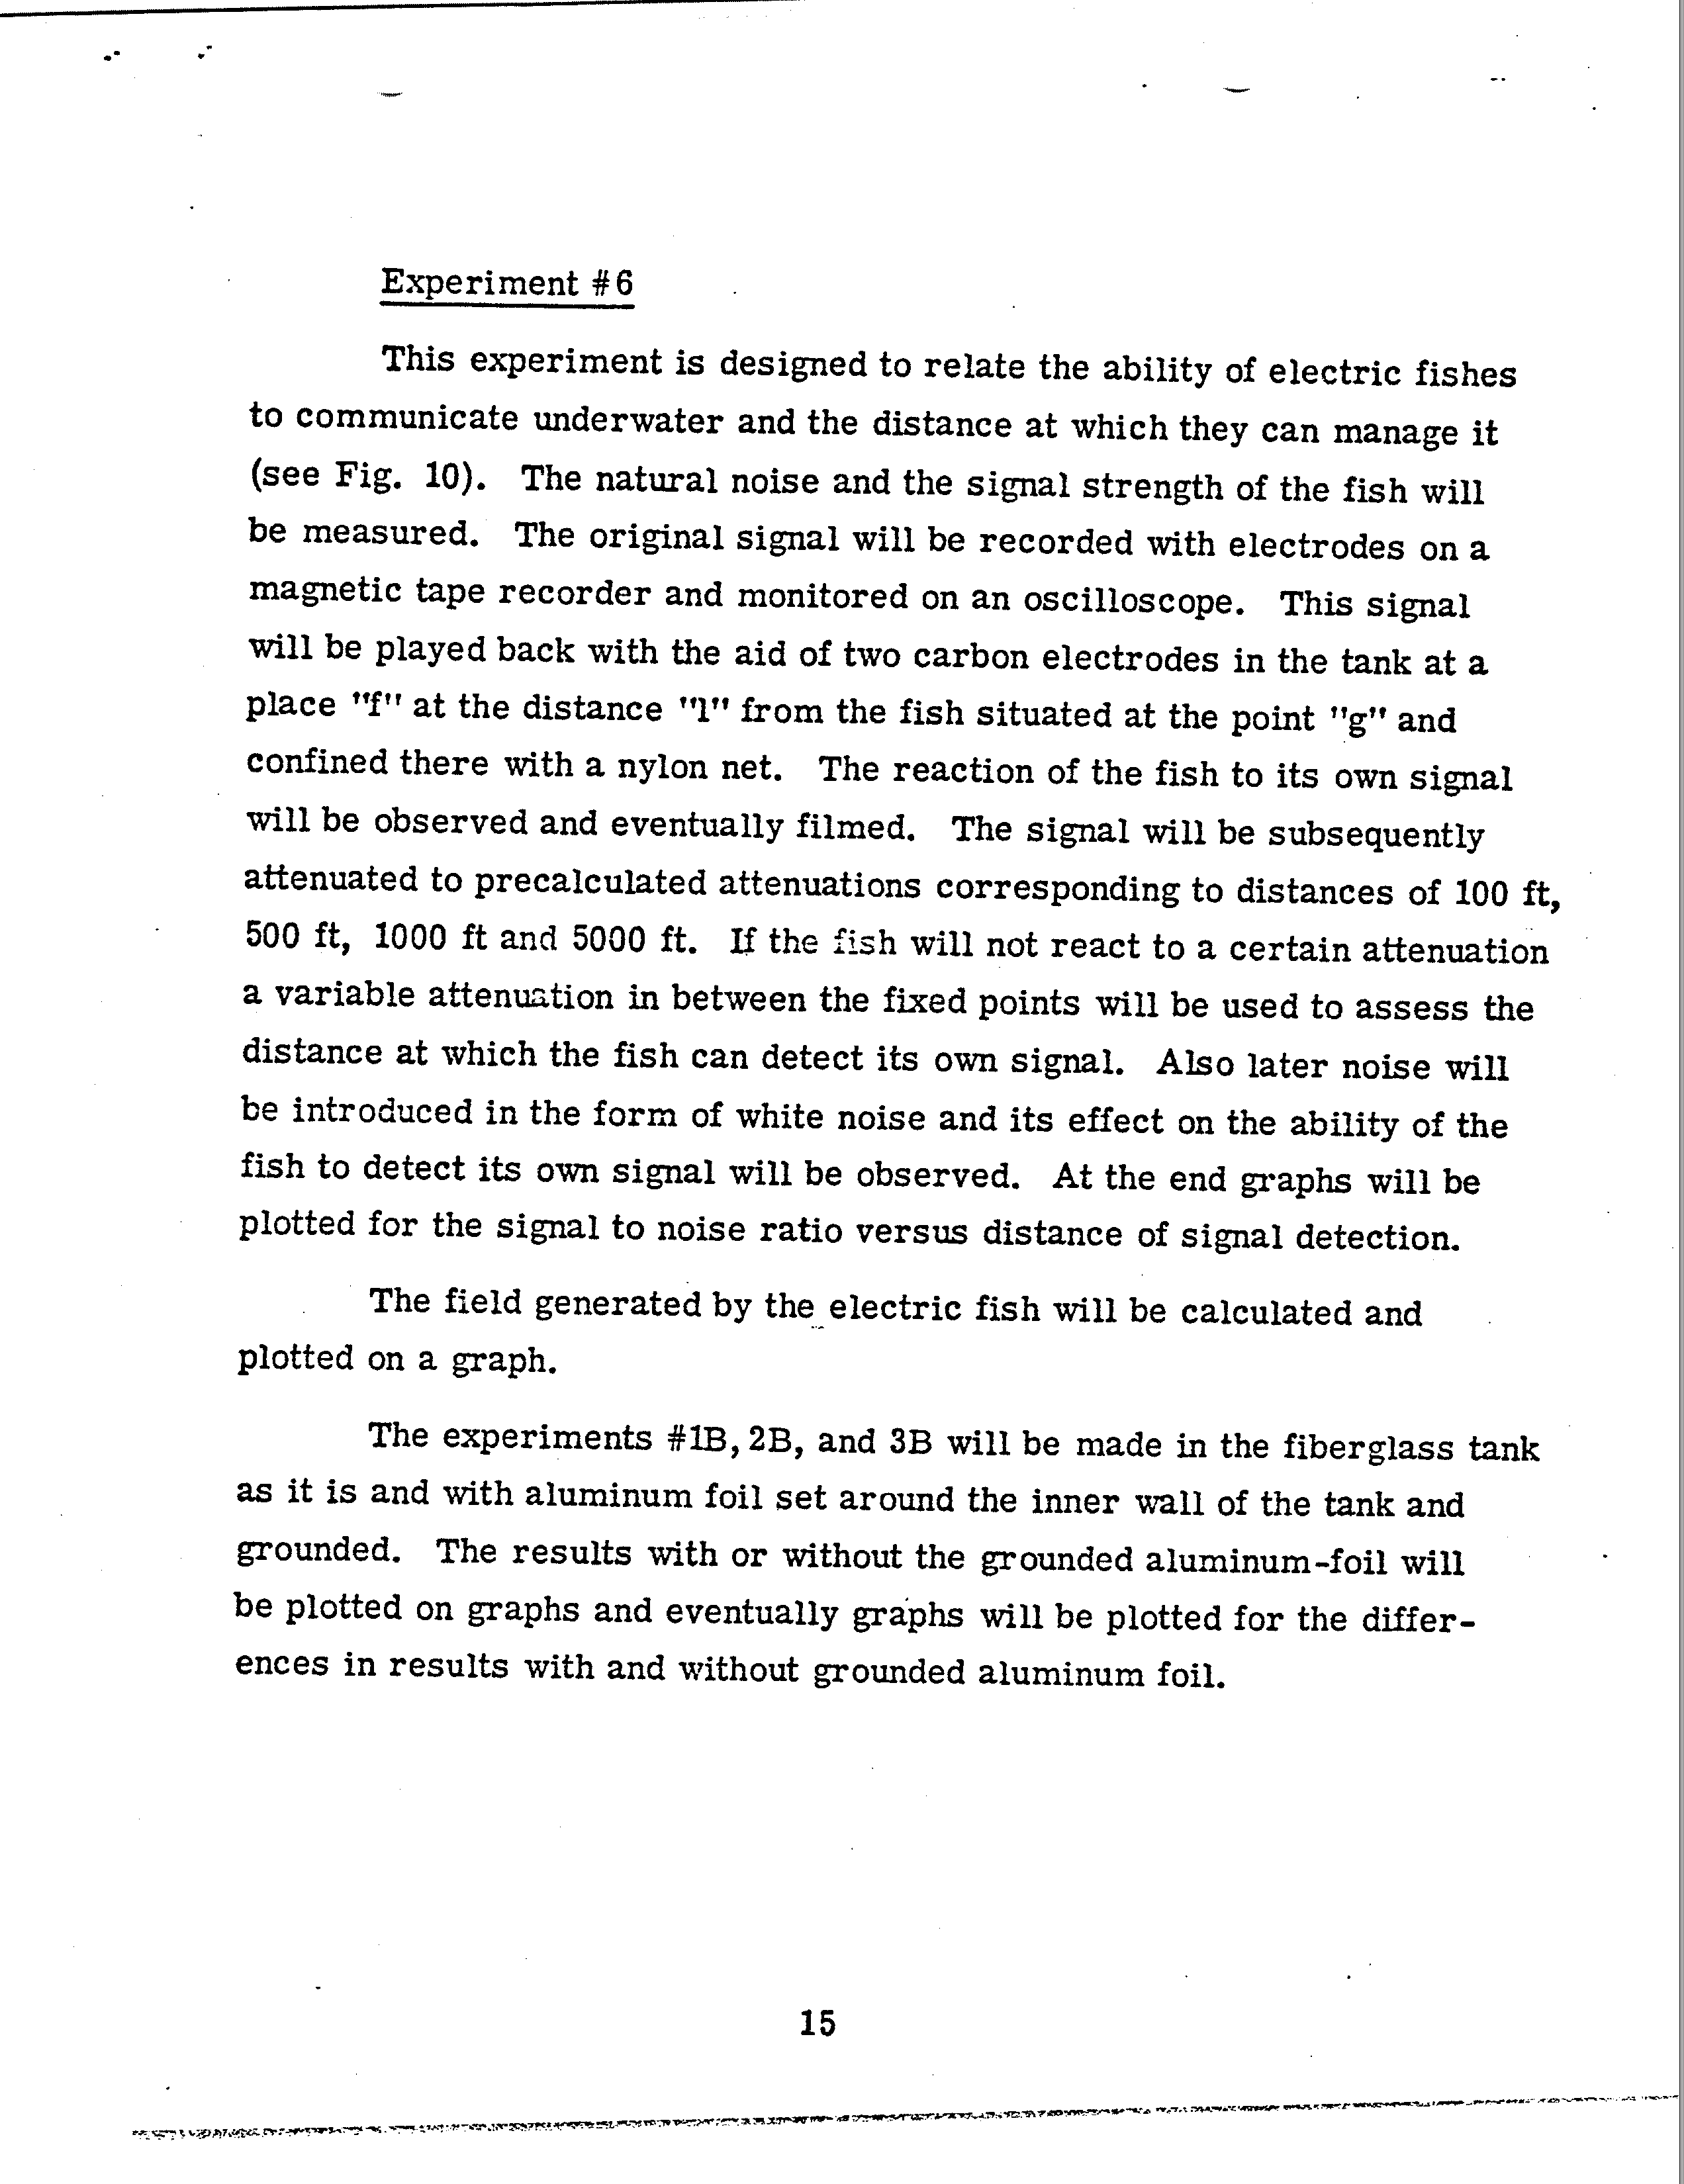 Experiment #6
This experiment is designed to relate the ability of electric fishes
to communicate underwater and the distance at which they can manage it
(see Fig. 10). The natural noise and the signal strength of the fish will
be measured. The original signal will be recorded with electrodes on a
magnetic tape recorder and monitored on an oscilloscope. This signal
will be played back with the aid of two carbon electrodes in the tank at a
place "f" at the distance "l" from the fish situated at the point "g" and
confined there with a nylon net. The reaction of the fish to its own signal
will be observed and eventually filmed. The signal will be subsequently
attenuated to precalculated attenuations corresponding to distances of 100 ft,
500 ft, 1000 ft and 5000 ft. If the fish will not react to a certain attenuation
a variable attenuation in between the fixed points will be used to assess the
distance at which the fish can detect its own signal. Also later noise will
be introduced in the form of white noise and its effect on the ability of the
fish to detect its own signal will be observed. At the end graphs will be
plotted for the signal to noise ratio versus distance of signal detection.
The field generated by the electric fish will be calculated and
plotted on a graph.
The experiments #1B, 2B, and 3B will be made in the fiberglass tank
as it is and with aluminum foil set around the inner wall of the tank and
grounded. The results with or without the grounded aluminum-foil will
be plotted on graphs and eventually graphs will be plotted for the differ-
ences in results with and without grounded aluminum foil.
15